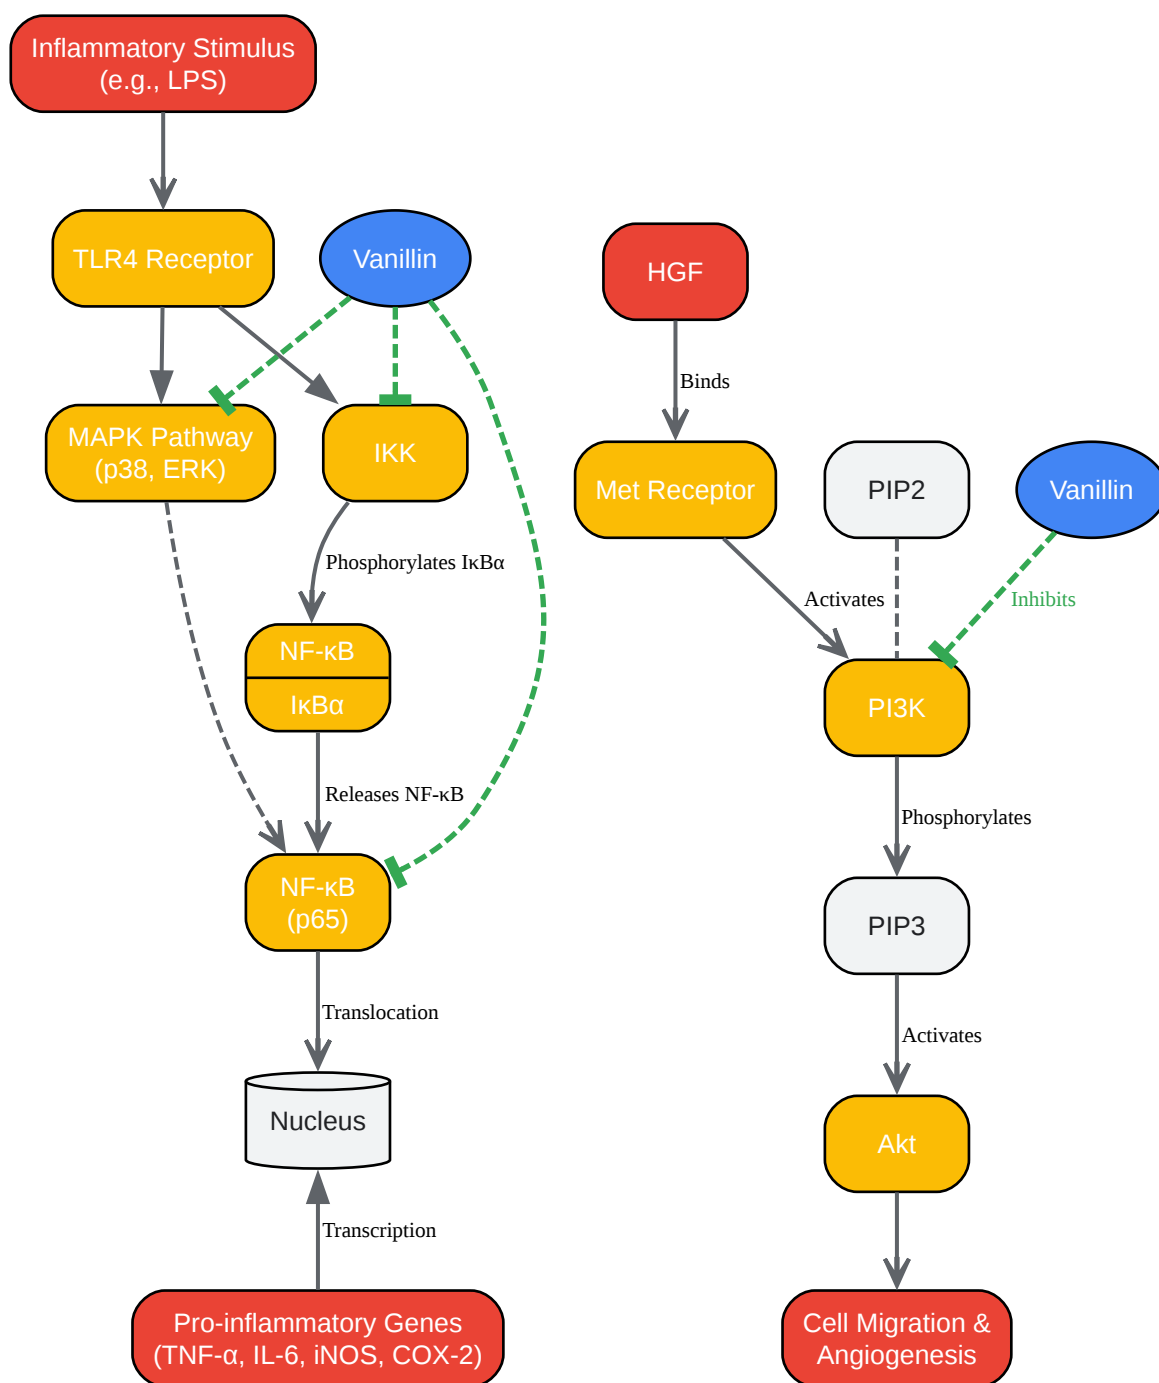 Inflammatory Stimulus
(e.g., LPS)
TLR4 Receptor
Vanillin
MAPK Pathway
(p38, ERK)
IKK
Phosphorylates IκBα
NF-κB
IκBα
Releases NF-κB
NF-κB
(p65)
Translocation
Nucleus
Transcription
Pro-inflammatory Genes
(TNF-α, IL-6, iNOS, COX-2)
HGF
Binds
Met Receptor
PIP2
Vanillin
Activates
Inhibits
PI3K
Phosphorylates
PIP3
Activates
Akt
Cell Migration &
Angiogenesis